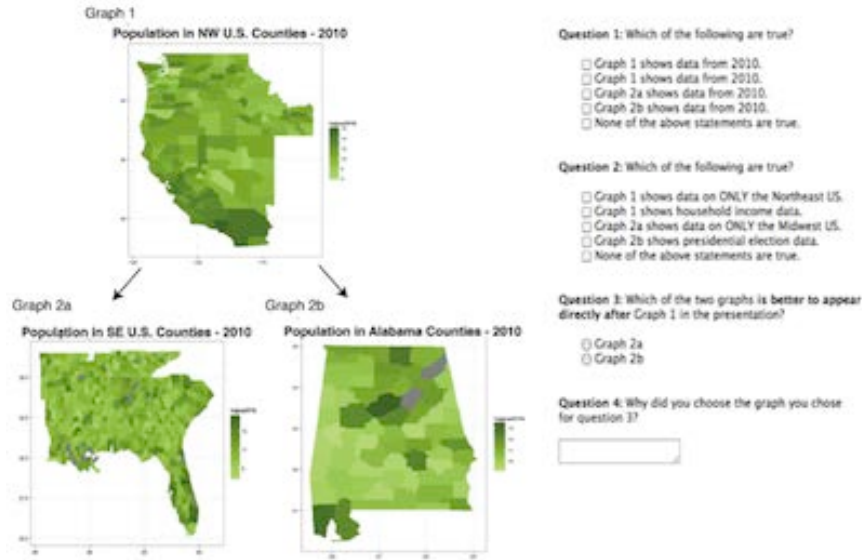 Graph 1
Population in NW U.S. Counties - 2010
Graph 2a
Population in SE U.S. Counties - 2010
Graph 2b
Population in Alabama Counties - 2010
Question 1: Which of the following are true?
Graph 1 shows data from 2010.
Graph 1 shows data from 2010.
Graph 2a shows data from 2010.
Graph 2b shows data from 2010.
None of the above statements are true.
Question 2: Which of the following are true?
Graph 1 shows data on ONLY the Northeast US.
Graph 1 shows household income data.
Graph 2a shows data on ONLY the Midwest US.
Graph 2b shows presidential election data.
None of the above statements are true.
Question 3: Which of the two graphs is better to appear
directly after Graph 1 in the presentation?
Graph 2a
Graph 2b
Question 4: Why did you choose the graph you chose
for question 3?